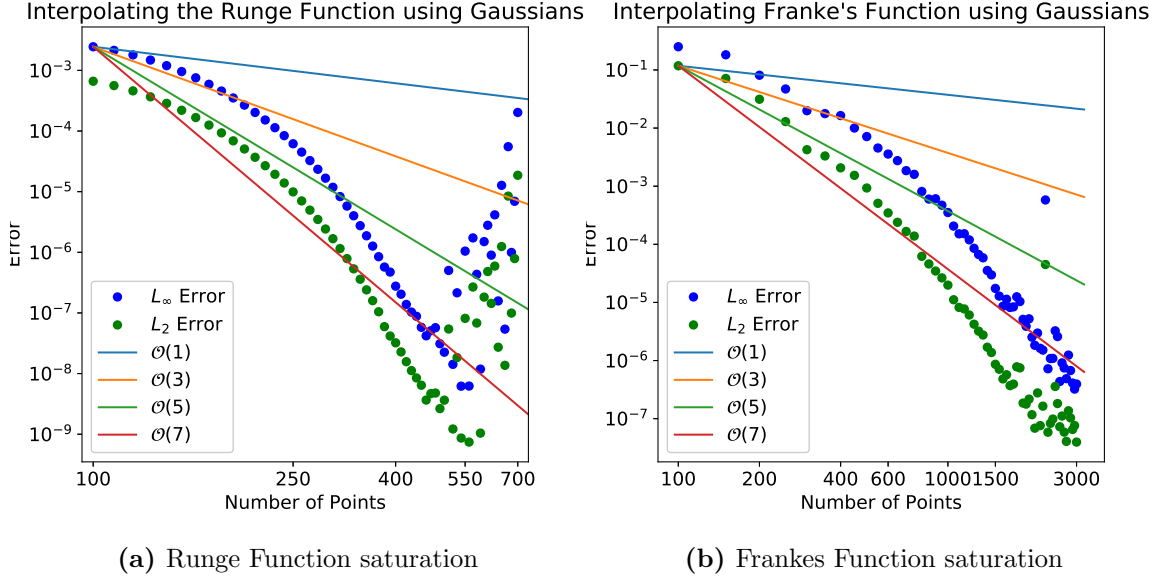 Interpolating the Runge Function using Gaussians
Error
10⁻³
10⁻⁴
10⁻⁵
10⁻⁶
10⁻⁷
10⁻⁸
10⁻⁹
L∞ Error
L₂ Error
𝒪(1)
𝒪(3)
𝒪(5)
𝒪(7)
100 250 400 550 700
Number of Points
(a) Runge Function saturation
Interpolating Franke's Function using Gaussians
Error
10⁻¹
10⁻²
10⁻³
10⁻⁴
10⁻⁵
10⁻⁶
10⁻⁷
L∞ Error
L₂ Error
𝒪(1)
𝒪(3)
𝒪(5)
𝒪(7)
100 200 400 600 1000 1500 3000
Number of Points
(b) Frankes Function saturation